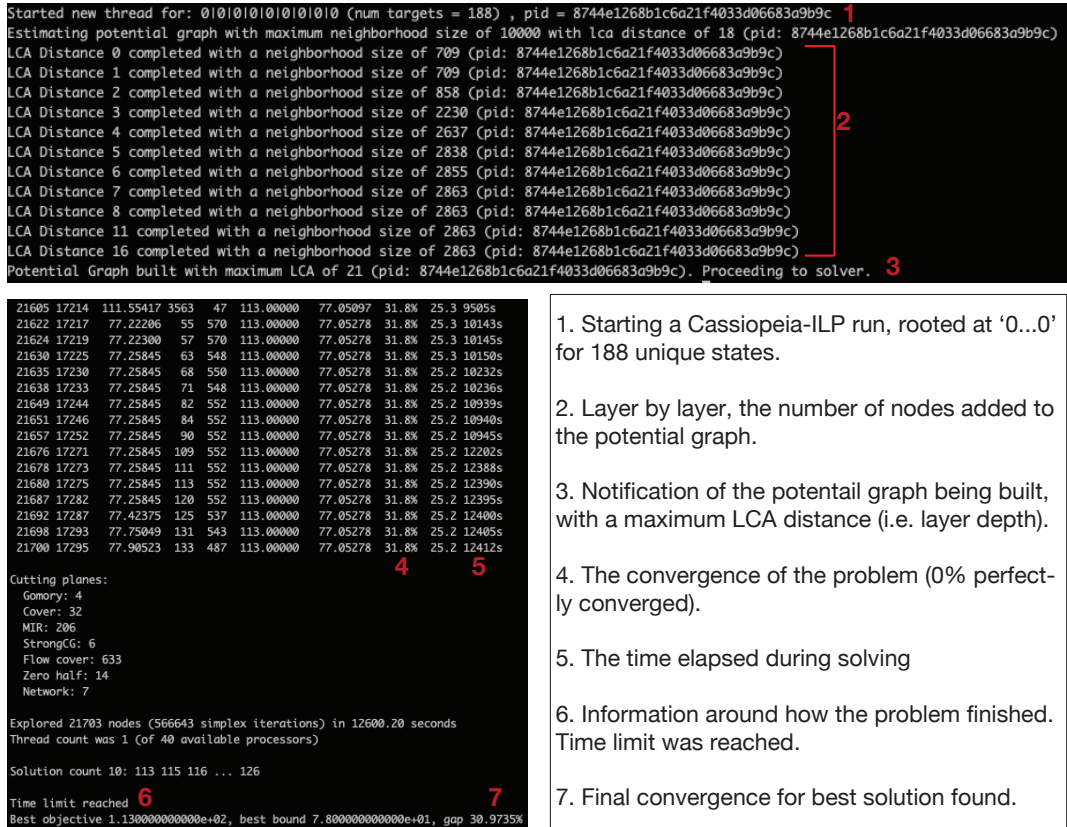 Started new thread for: 0|0|0|0|0|0|0|0|0|0 (num targets = 188) , pid = 8744e1268b1c6a21f4033d06683a9b9c 1
Estimating potential graph with maximum neighborhood size of 10000 with lca distance of 18 (pid: 8744e1268b1c6a21f4033d06683a9b9c)
LCA Distance 0 completed with a neighborhood size of 709 (pid: 8744e1268b1c6a21f4033d06683a9b9c)
LCA Distance 1 completed with a neighborhood size of 709 (pid: 8744e1268b1c6a21f4033d06683a9b9c)
LCA Distance 2 completed with a neighborhood size of 858 (pid: 8744e1268b1c6a21f4033d06683a9b9c)
LCA Distance 3 completed with a neighborhood size of 2230 (pid: 8744e1268b1c6a21f4033d06683a9b9c)
LCA Distance 4 completed with a neighborhood size of 2637 (pid: 8744e1268b1c6a21f4033d06683a9b9c)
2
LCA Distance 5 completed with a neighborhood size of 2838 (pid: 8744e1268b1c6a21f4033d06683a9b9c)
LCA Distance 6 completed with a neighborhood size of 2855 (pid: 8744e1268b1c6a21f4033d06683a9b9c)
LCA Distance 7 completed with a neighborhood size of 2863 (pid: 8744e1268b1c6a21f4033d06683a9b9c)
LCA Distance 8 completed with a neighborhood size of 2863 (pid: 8744e1268b1c6a21f4033d06683a9b9c)
LCA Distance 11 completed with a neighborhood size of 2863 (pid: 8744e1268b1c6a21f4033d06683a9b9c)
LCA Distance 16 completed with a neighborhood size of 2863 (pid: 8744e1268b1c6a21f4033d06683a9b9c)
Potential Graph built with maximum LCA of 21 (pid: 8744e1268b1c6a21f4033d06683a9b9c). Proceeding to solver. 3
21605 17214 111.55417 3563 47 113.00000 77.05097 31.8% 25.3 9505s
21622 17217 77.22206 55 570 113.00000 77.05278 31.8% 25.3 10143s
21624 17219 77.22300 57 570 113.00000 77.05278 31.8% 25.3 10145s
21630 17225 77.25845 63 548 113.00000 77.05278 31.8% 25.3 10150s
21635 17230 77.25845 68 550 113.00000 77.05278 31.8% 25.2 10232s
21638 17233 77.25845 71 548 113.00000 77.05278 31.8% 25.2 10236s
21649 17244 77.25845 82 552 113.00000 77.05278 31.8% 25.2 10939s
21651 17246 77.25845 84 552 113.00000 77.05278 31.8% 25.2 10940s
21657 17252 77.25845 90 552 113.00000 77.05278 31.8% 25.2 10945s
21676 17271 77.25845 109 552 113.00000 77.05278 31.8% 25.2 12202s
21678 17273 77.25845 111 552 113.00000 77.05278 31.8% 25.2 12388s
21680 17275 77.25845 113 552 113.00000 77.05278 31.8% 25.2 12390s
21687 17282 77.25845 120 552 113.00000 77.05278 31.8% 25.2 12395s
21692 17287 77.42375 125 537 113.00000 77.05278 31.8% 25.2 12400s
21698 17293 77.75049 131 543 113.00000 77.05278 31.8% 25.2 12405s
21700 17295 77.90523 133 487 113.00000 77.05278 31.8% 25.2 12412s
4 5
Cutting planes:
Gomory: 4
Cover: 32
MIR: 206
StrongCG: 6
Flow cover: 633
Zero half: 14
Network: 7
Explored 21703 nodes (566643 simplex iterations) in 12600.20 seconds
Thread count was 1 (of 40 available processors)
Solution count 10: 113 115 116 ... 126
Time limit reached 6 7
Best objective 1.130000000000e+02, best bound 7.800000000000e+01, gap 30.9735%
1. Starting a Cassiopeia-ILP run, rooted at ‘0...0’
for 188 unique states.
2. Layer by layer, the number of nodes added to
the potential graph.
3. Notification of the potentail graph being built,
with a maximum LCA distance (i.e. layer depth).
4. The convergence of the problem (0% perfect-
ly converged).
5. The time elapsed during solving
6. Information around how the problem finished.
Time limit was reached.
7. Final convergence for best solution found.